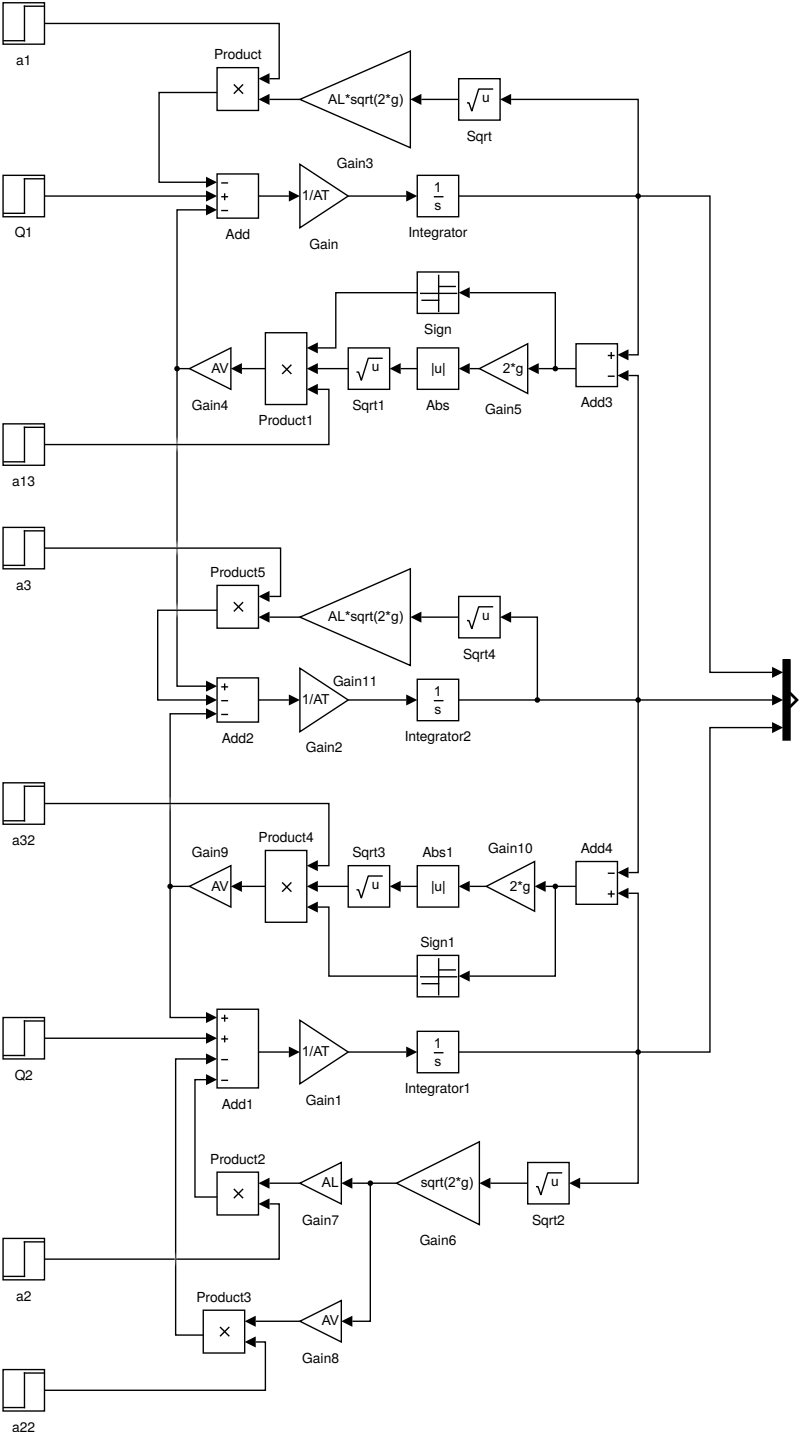 a1
Product
×
AL*sqrt(2*g)
√u
Sqrt
Gain3
Q1
−
+
−
Add
1/AT
Gain
1
s
Integrator
Sign
AV
Gain4
×
Product1
√u
Sqrt1
|u|
Abs
2*g
Gain5
+
−
Add3
a13
a3
Product5
×
AL*sqrt(2*g)
√u
Sqrt4
Gain11
+
−
−
Add2
1/AT
Gain2
1
s
Integrator2
a32
Gain9
AV
Product4
×
Sqrt3
√u
Abs1
|u|
Gain10
2*g
Add4
−
+
Sign1
Q2
+
+
−
−
Add1
1/AT
Gain1
1
s
Integrator1
Product2
×
AL
Gain7
sqrt(2*g)
Gain6
√u
Sqrt2
a2
Product3
×
AV
Gain8
a22